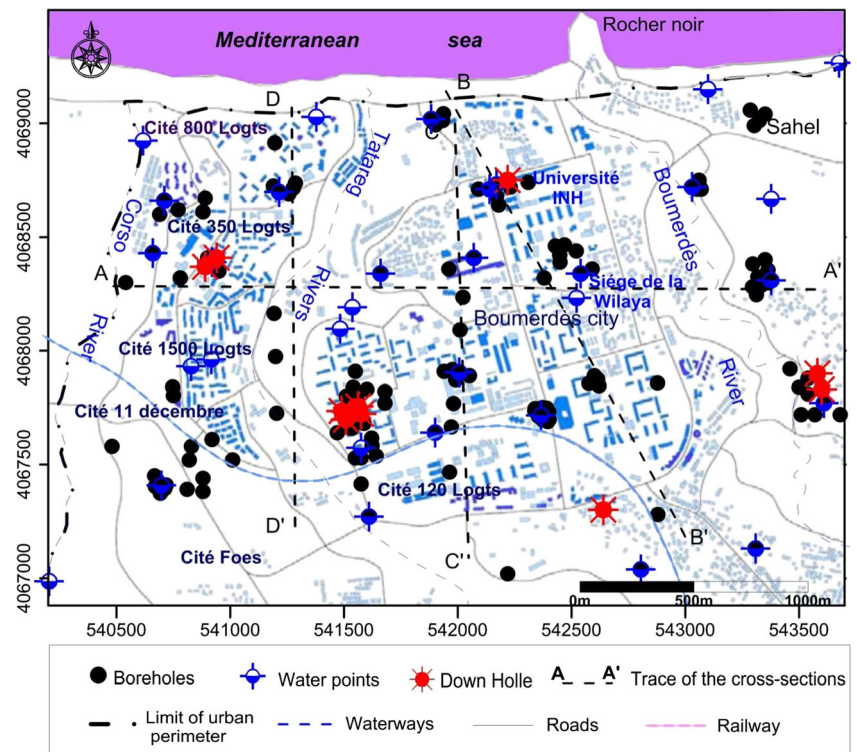 Rocher noir
Mediterranean sea
B
D
4069000
Cité 800 Logts
C
Sahel
Tatareg
Université
INH
Boumerdès
Corso
4085000
Cité 350 Logts
A
A'
Siége de la
Wilaya
Rivers
Boumerdes city
4068000
River
Cité 1500 Logts
River
Cité 11 décembre
4067500
Cité 120 Logts
D'
B'
Cité Foes
C''
4067000
0m 500m 1000m
540500 541000 541500 542000 542500 543000 543500
Boreholes
Water points
Down Holle
A A' Trace of the cross-sections
Limit of urban
perimeter
Waterways
Roads
Railway